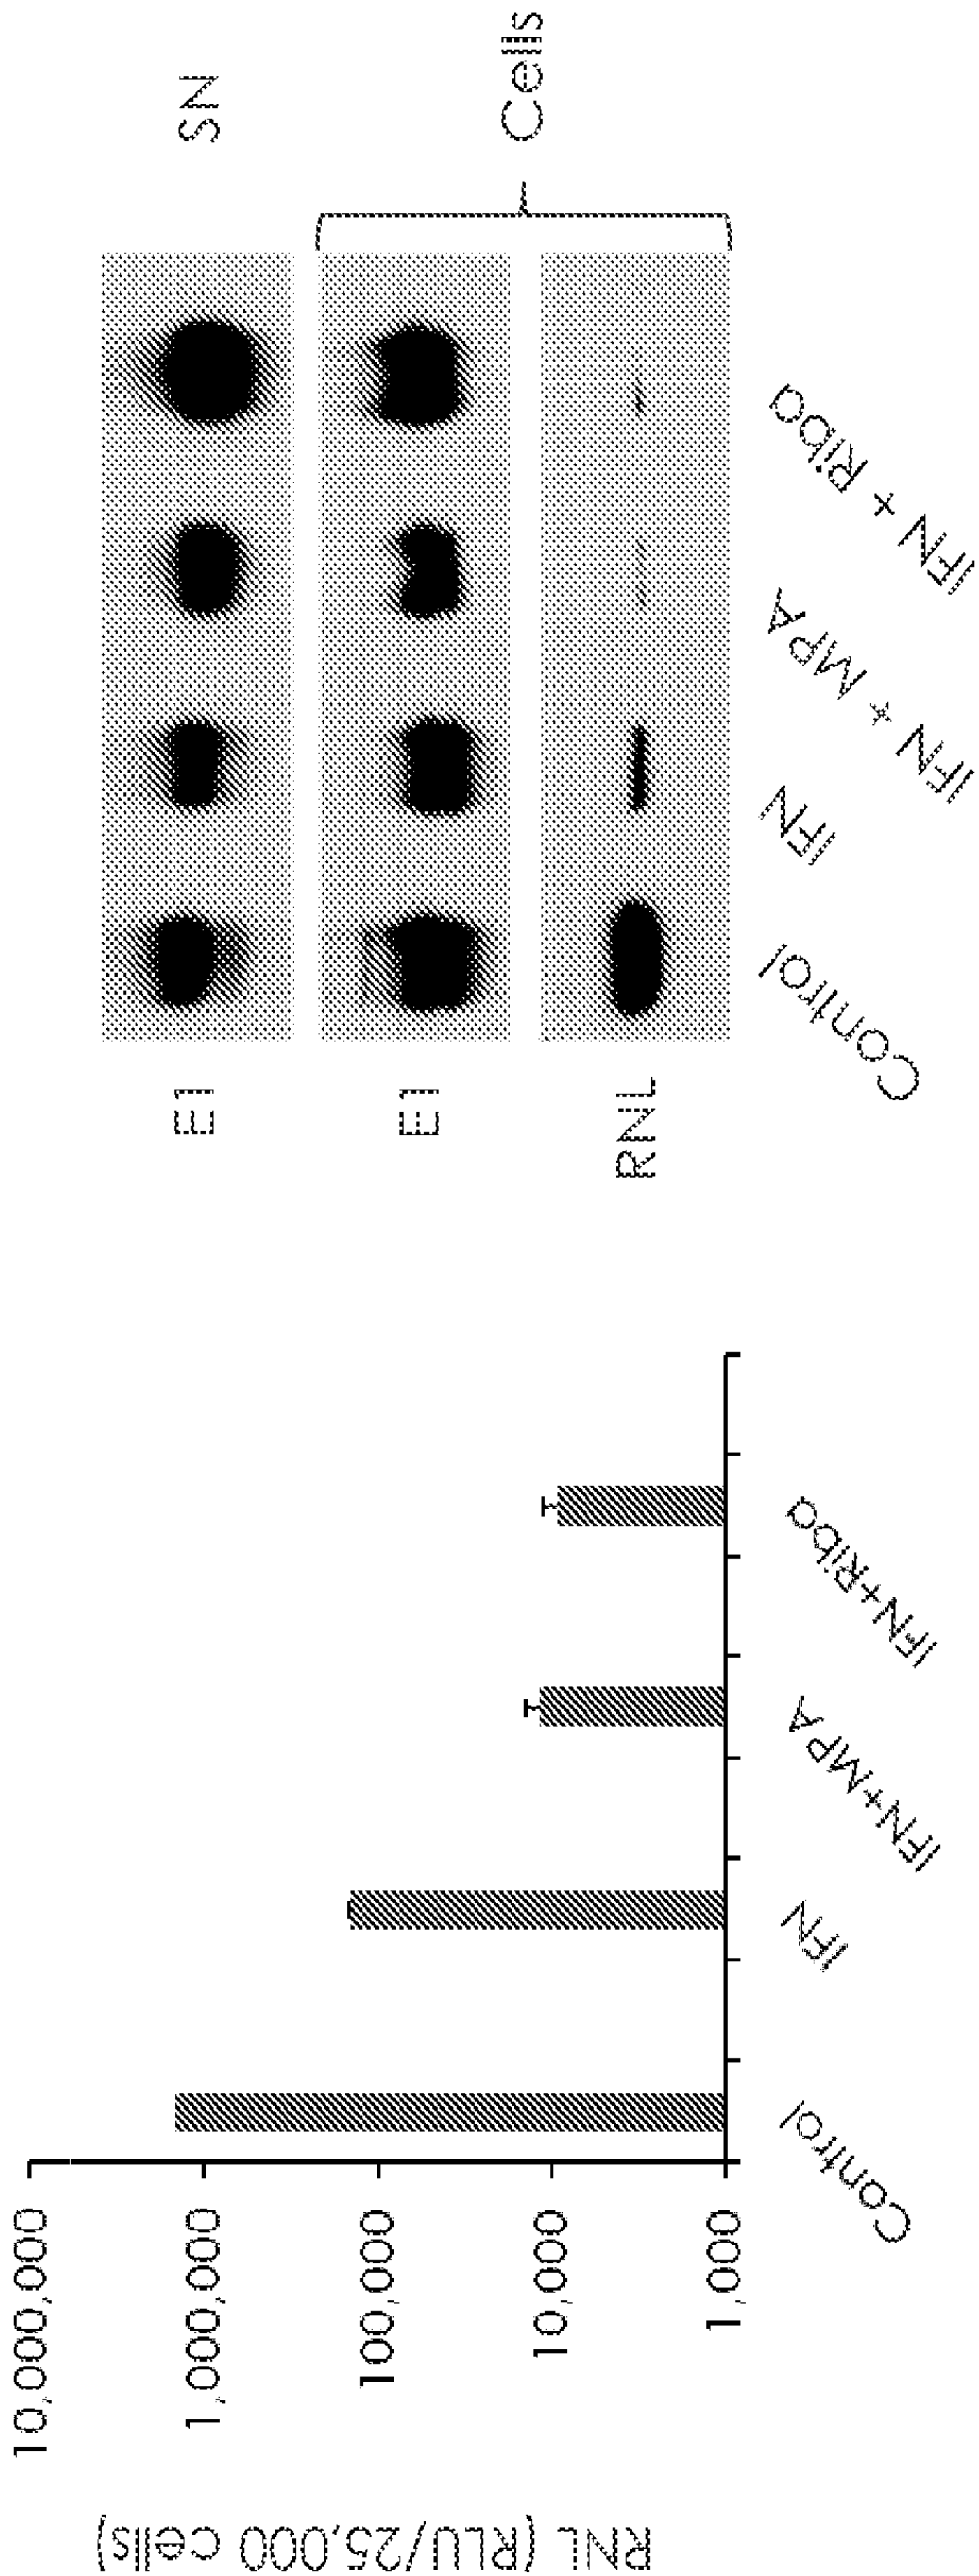 RNL (RLU/25,000 cells)
10,000,000
1,000,000
100,000
10,000
1,000
Control
IFN
IFN+MPA
IFN+Riba
E1
SN
E1
RNL
Cells
Control
IFN
IFN + MPA
IFN + Riba